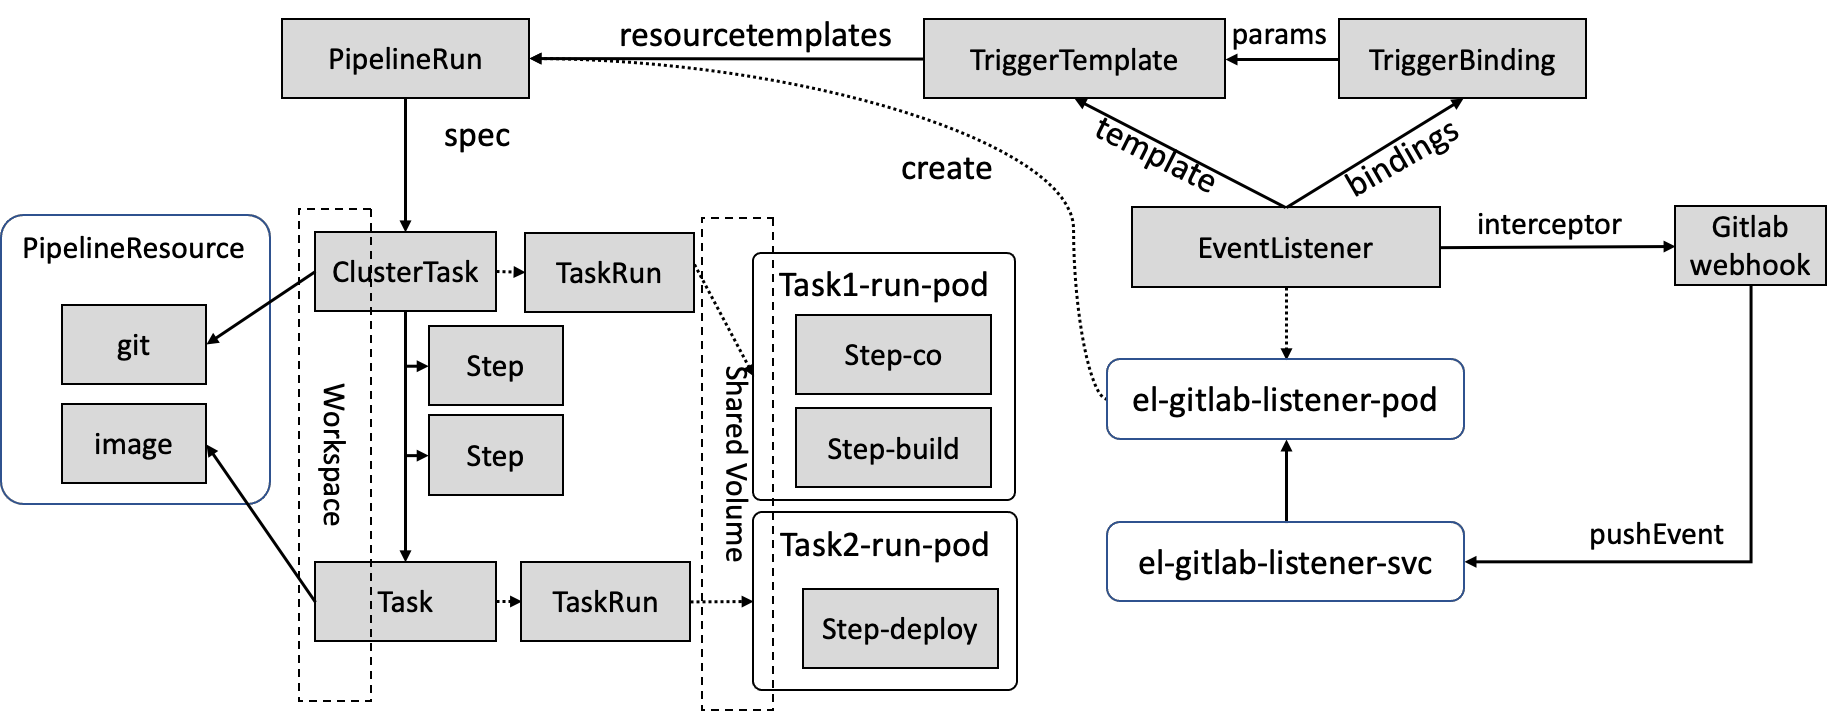 PipelineRun
resourcetemplates
TriggerTemplate
params
TriggerBinding
spec
create
template
bindings
PipelineResource
git
image
Workspace
ClusterTask
TaskRun
Step
Step
Task
TaskRun
Shared Volume
Task1-run-pod
Step-co
Step-build
Task2-run-pod
Step-deploy
EventListener
interceptor
Gitlab
webhook
el-gitlab-listener-pod
pushEvent
el-gitlab-listener-svc